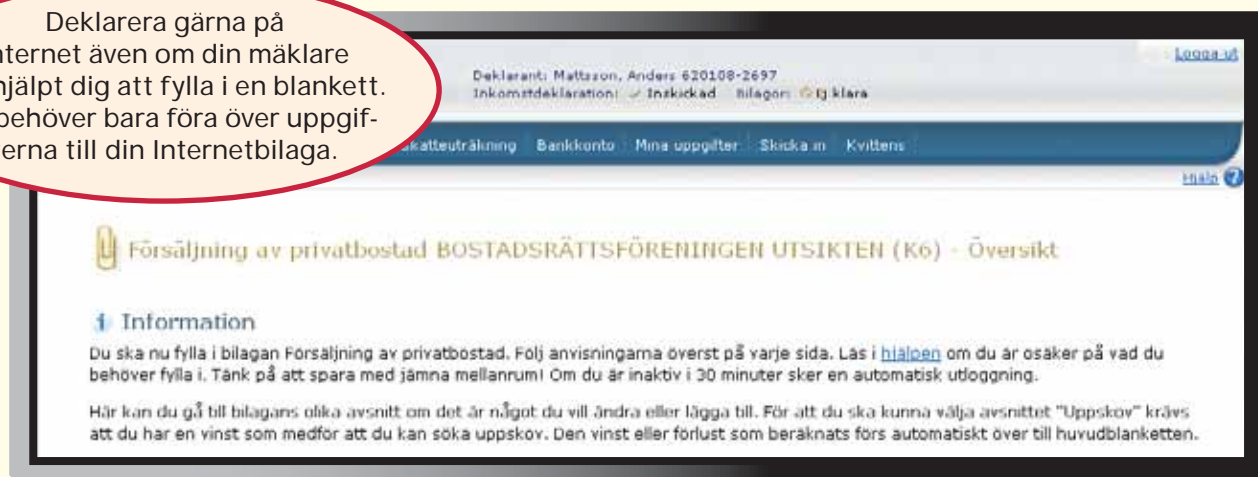 Deklarera gärna på
nternet även om din mäklare
hjälpt dig att fylla i en blankett.
behöver bara föra över uppgif-
erna till din Internetbilaga.
Logga ut
Deklarant: Mattsson, Anders 620108-2697
Inkomstdeklaration: Inskickad Bilagor: Ej klara
katteuträkning Bankkonto Mina uppgifter Skicka in Kvittens
Hjälp ?
Försäljning av privatbostad BOSTADSRÄTTSFÖRENINGEN UTSIKTEN (K6) - Översikt
i Information
Du ska nu fylla i bilagan Försäljning av privatbostad. Följ anvisningarna överst på varje sida. Läs i hjälpen om du är osäker på vad du
behöver fylla i. Tänk på att spara med jämna mellanrum! Om du är inaktiv i 30 minuter sker en automatisk utloggning.
Här kan du gå till bilagans olika avsnitt om det är något du vill ändra eller lägga till. För att du ska kunna välja avsnittet "Uppskov" krävs
att du har en vinst som medför att du kan söka uppskov. Den vinst eller förlust som beräknats förs automatiskt över till huvudblanketten.